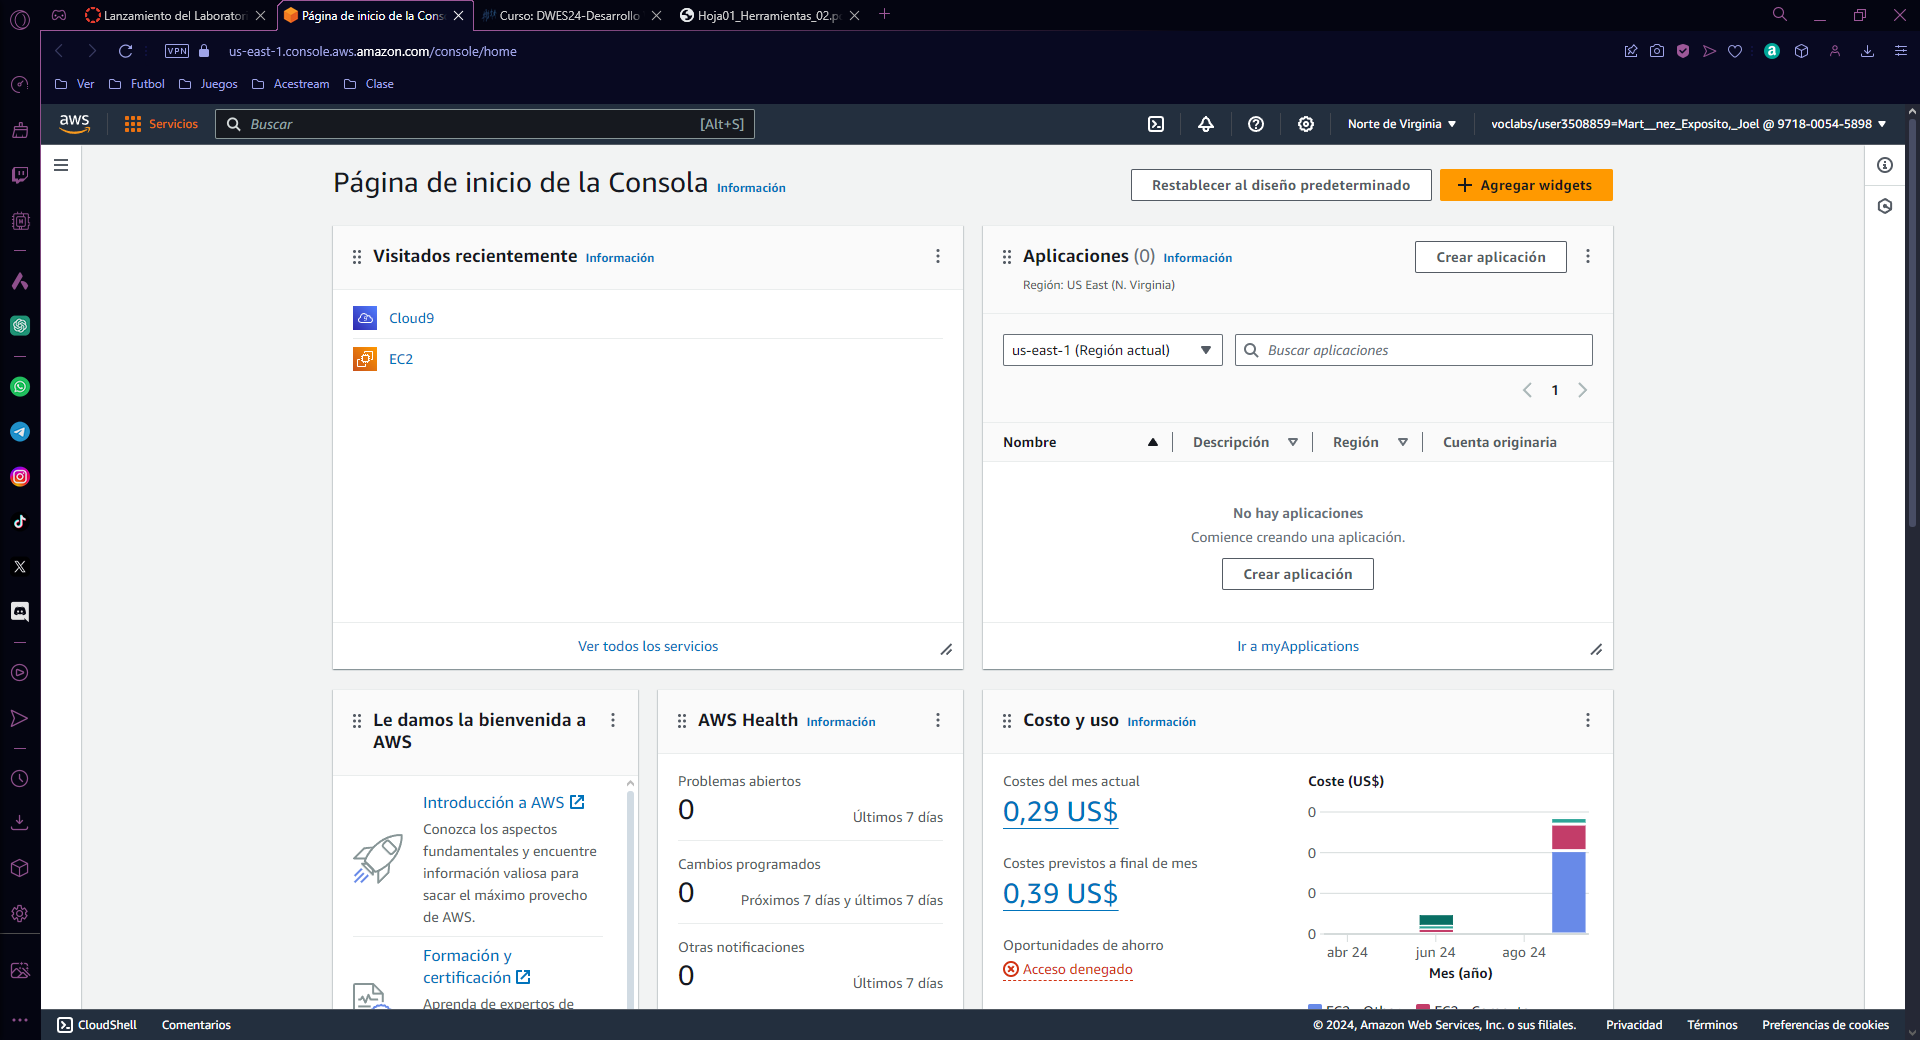 Lanzamiento del Laboratori
Página de inicio de la Cons
Curso: DWES24-Desarrollo
Hoja01_Herramientas_02.p
VPN
us-east-1.console.aws.amazon.com/console/home
Ver
Futbol
Juegos
Acestream
Clase
aws
Servicios
Buscar
[Alt+S]
Norte de Virginia
voclabs/user3508859=Mart__nez_Exposito,_Joel @ 9718-0054-5898
Página de inicio de la Consola
Información
Restablecer al diseño predeterminado
Agregar widgets
Visitados recientemente
Información
Cloud9
EC2
Ver todos los servicios
Aplicaciones (0)
Información
Región: US East (N. Virginia)
Crear aplicación
us-east-1 (Región actual)
Buscar aplicaciones
1
Nombre
Descripción
Región
Cuenta originaria
No hay aplicaciones
Comience creando una aplicación.
Crear aplicación
Ir a myApplications
Le damos la bienvenida a
AWS
Introducción a AWS
Conozca los aspectos
fundamentales y encuentre
información valiosa para
sacar el máximo provecho
de AWS.
Formación y
certificación
Aprenda de expertos de
AWS Health
Información
Problemas abiertos
0
Últimos 7 días
Cambios programados
0
Próximos 7 días y últimos 7 días
Otras notificaciones
0
Últimos 7 días
Costo y uso
Información
Costes del mes actual
0,29 US$
Costes previstos a final de mes
0,39 US$
Oportunidades de ahorro
Acceso denegado
Coste (US$)
0
0
0
0
abr 24
jun 24
ago 24
Mes (año)
CloudShell
Comentarios
© 2024, Amazon Web Services, Inc. o sus filiales.
Privacidad
Términos
Preferencias de cookies